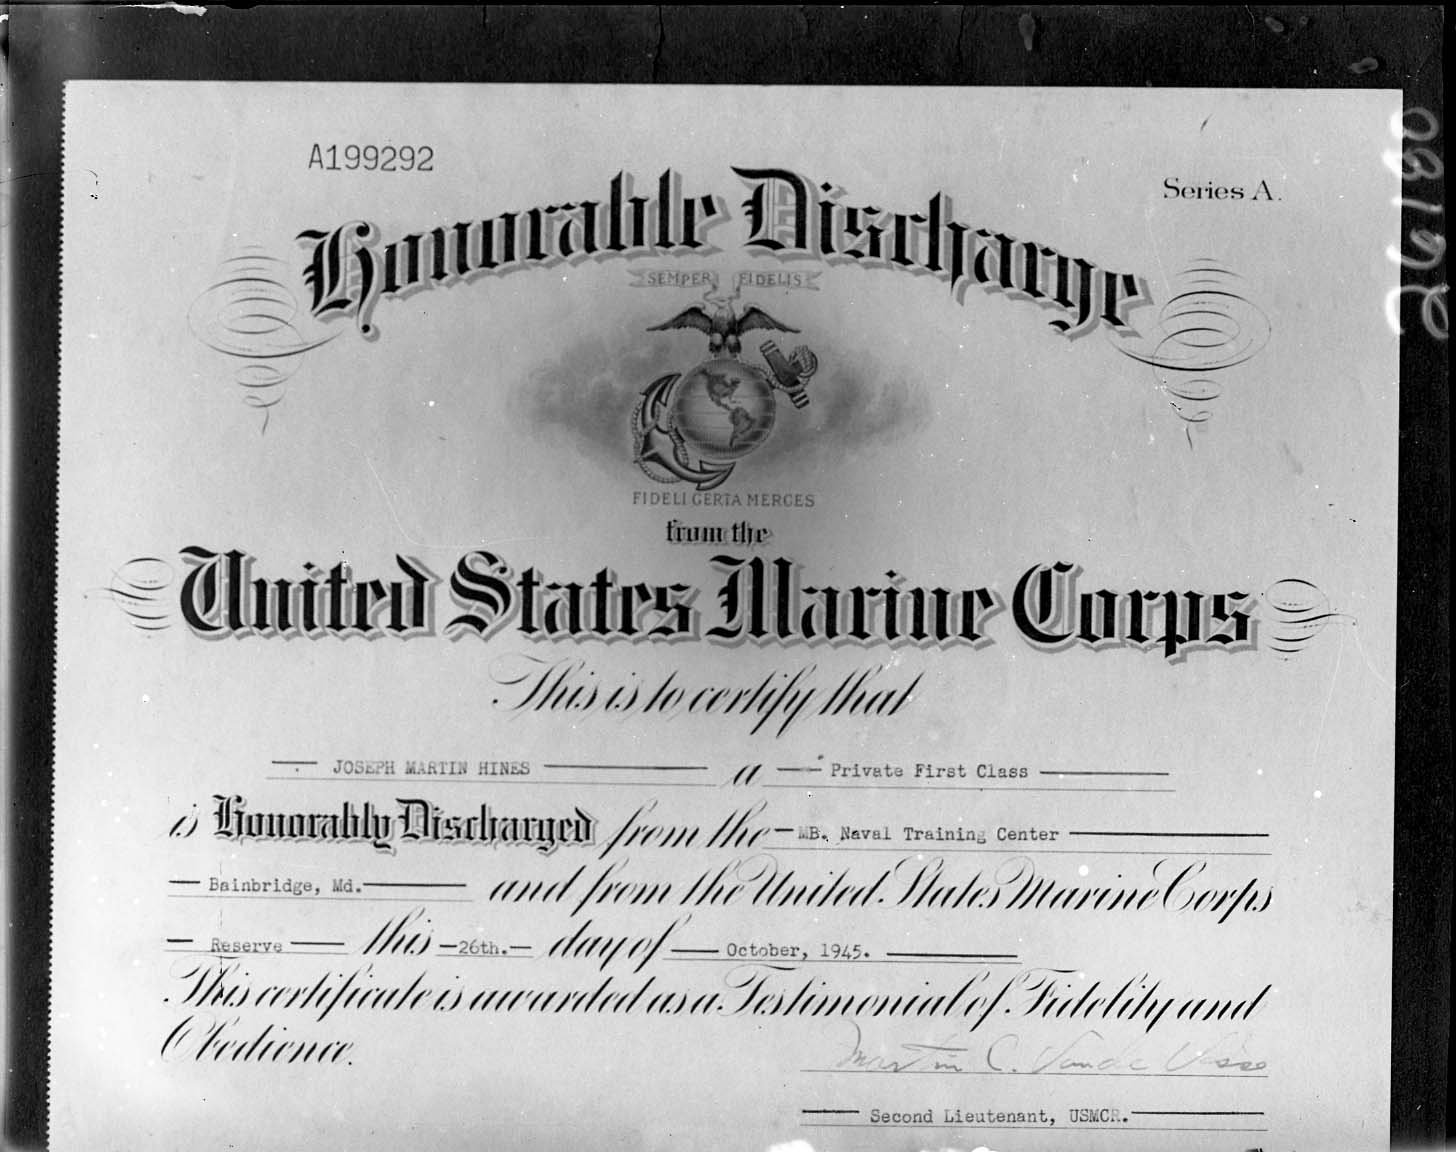 A199292
Series A.
Honorable Discharge
SEMPER FIDELIS
FIDELI CERTA MERCES
from the
United States Marine Corps
This is to certify that
JOSEPH MARTIN HINES a Private First Class
is Honorably Discharged from the MB. Naval Training Center
Bainbridge, Md. and from the United States Marine Corps
Reserve this 26th. day of October, 1945.
This certificate is awarded as a Testimonial of Fidelity and
Obedience.
Martin C. Vande
Second Lieutenant, USMCR.